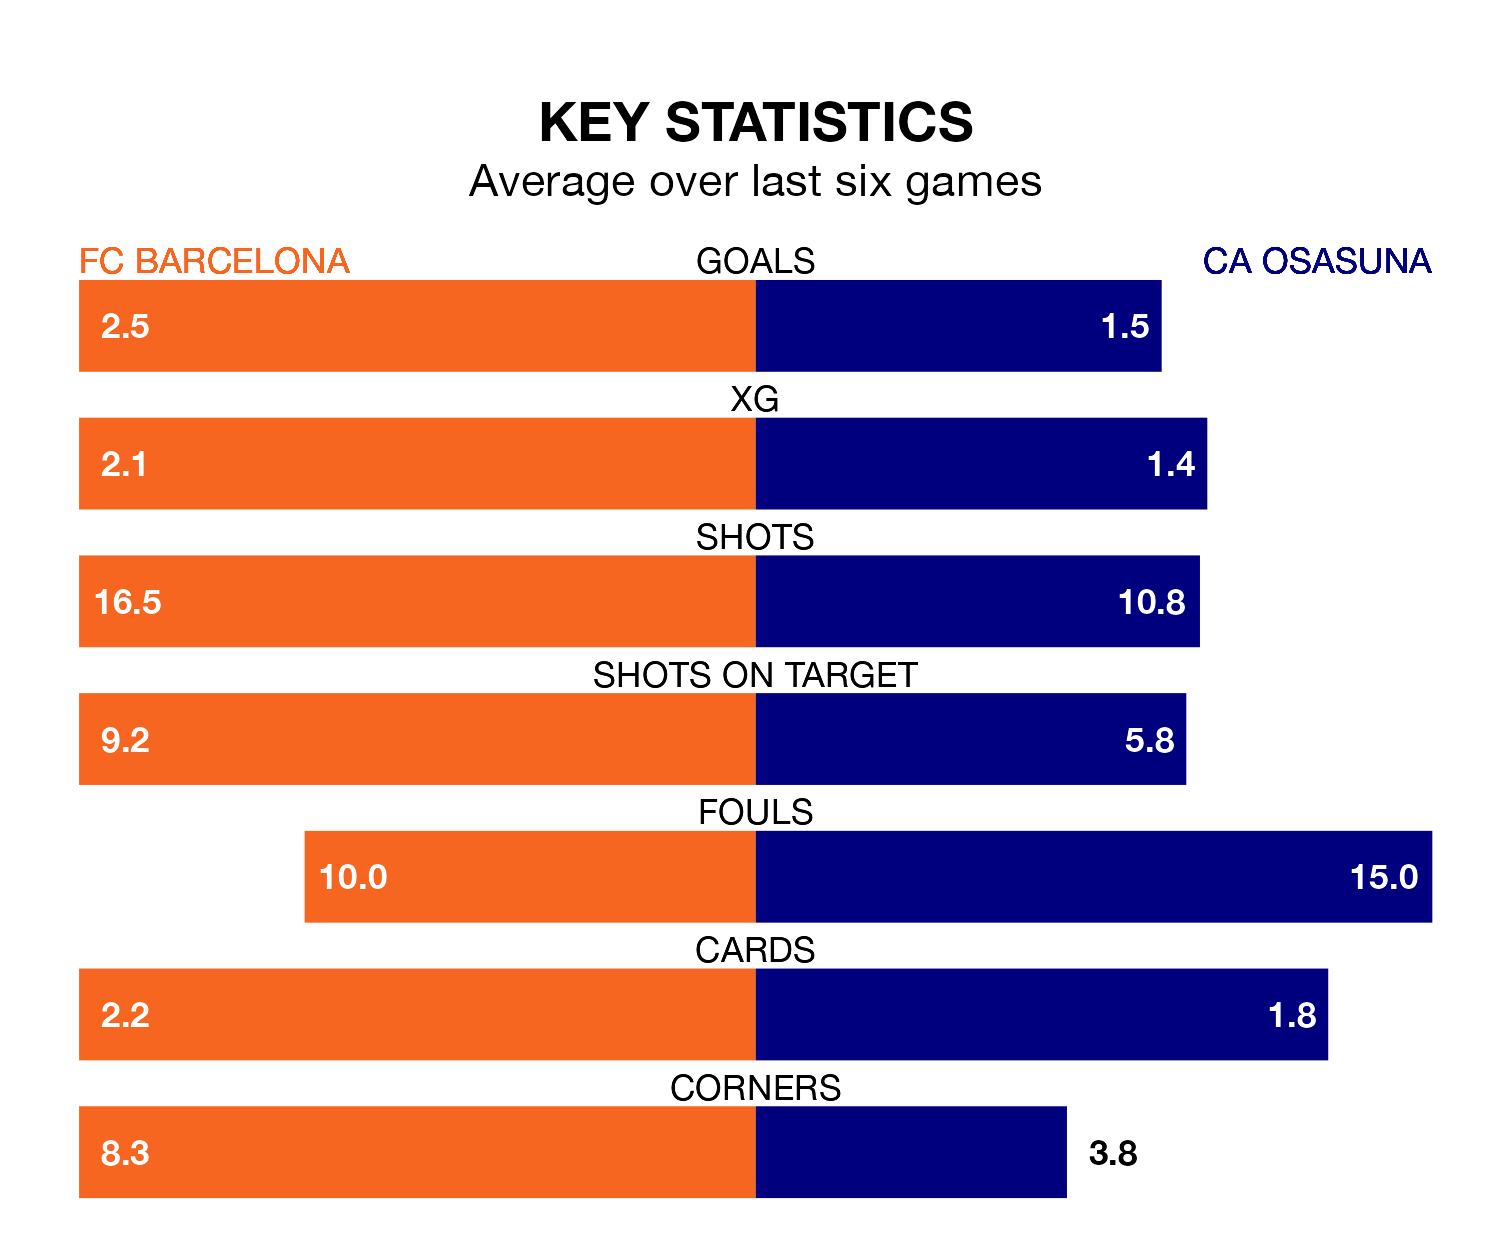 KEY STATISTICS
Average over last six games
FC BARCELONA GOALS CA OSASUNA
2.5 1.5
XG
2.1 1.4
SHOTS
16.5 10.8
SHOTS ON TARGET
9.2 5.8
FOULS
10.0 15.0
CARDS
2.2 1.8
CORNERS
8.3 3.8